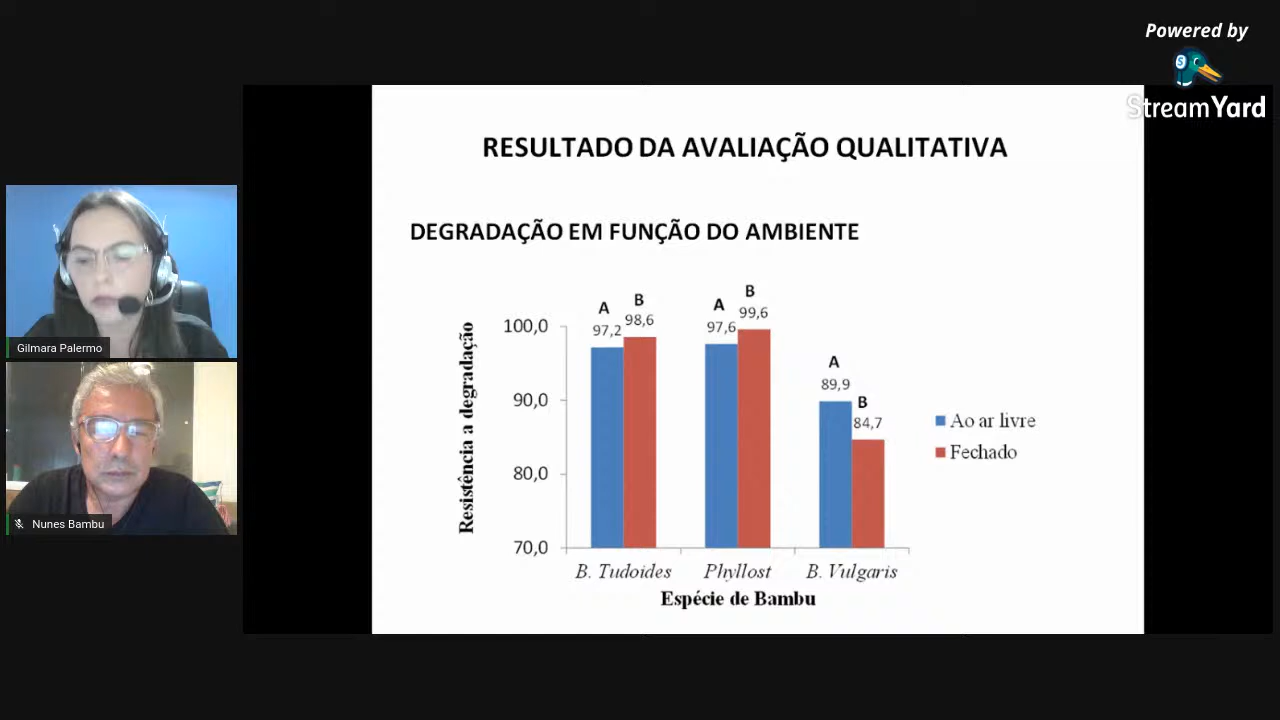 Powered by
StreamYard
RESULTADO DA AVALIAÇÃO QUALITATIVA
DEGRADAÇÃO EM FUNÇÃO DO AMBIENTE
Resistência a degradação
100,0
90,0
80,0
70,0
A
97,2
B
98,6
A
97,6
B
99,6
A
89,9
B
84,7
Ao ar livre
Fechado
B. Tudoides
Phyllost
B. Vulgaris
Espécie de Bambu
Gilmara Palermo
Nunes Bambu